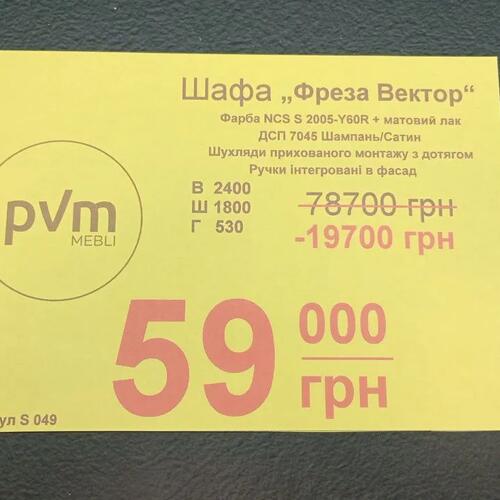 Шафа „Фреза Вектор“
Фарба NCS S 2005-Y60R + матовий лак
ДСП 7045 Шампань/Сатин
Шухляди прихованого монтажу з дотягом
Ручки інтегровані в фасад
В 2400
Ш 1800
Г 530
78700 грн
-19700 грн
pvm
MEBLI
59 000
грн
ул S 049